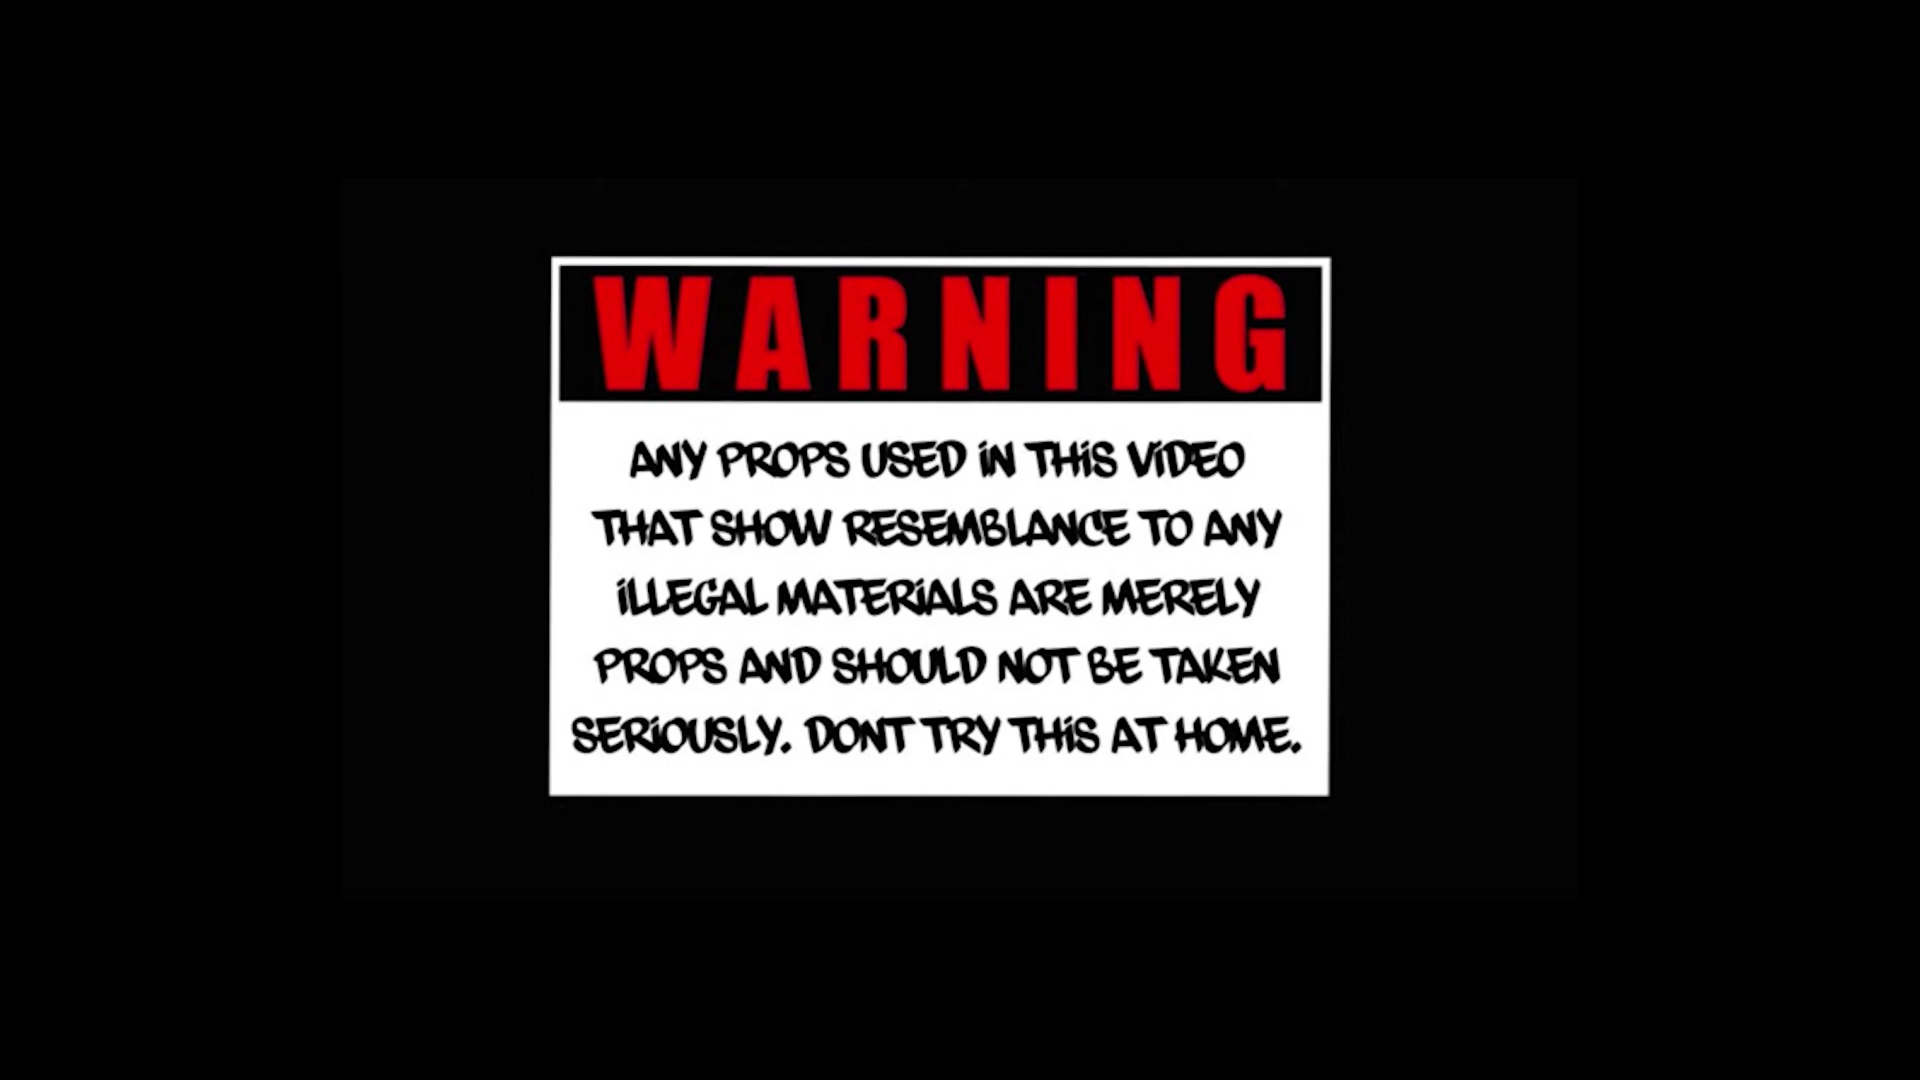 WARNING
ANY PROPS USED iN THiS ViDEO
THAT SHOW RESEMBLANCE TO ANY
iLLEGAL MATERiALS ARE MERELY
PROPS AND SHOULD NOT BE TAKEN
SERiOUSLY. DONT TRY THiS AT HOME.